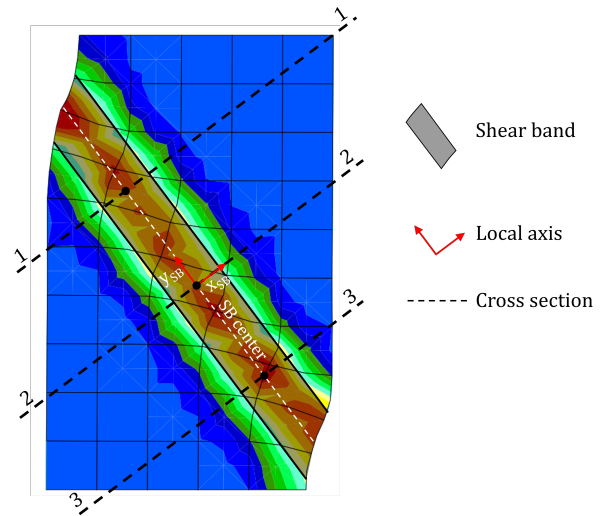 1
2
Shear band
1
Local axis
y_SB
x_SB
3
Cross section
SB center
2
3